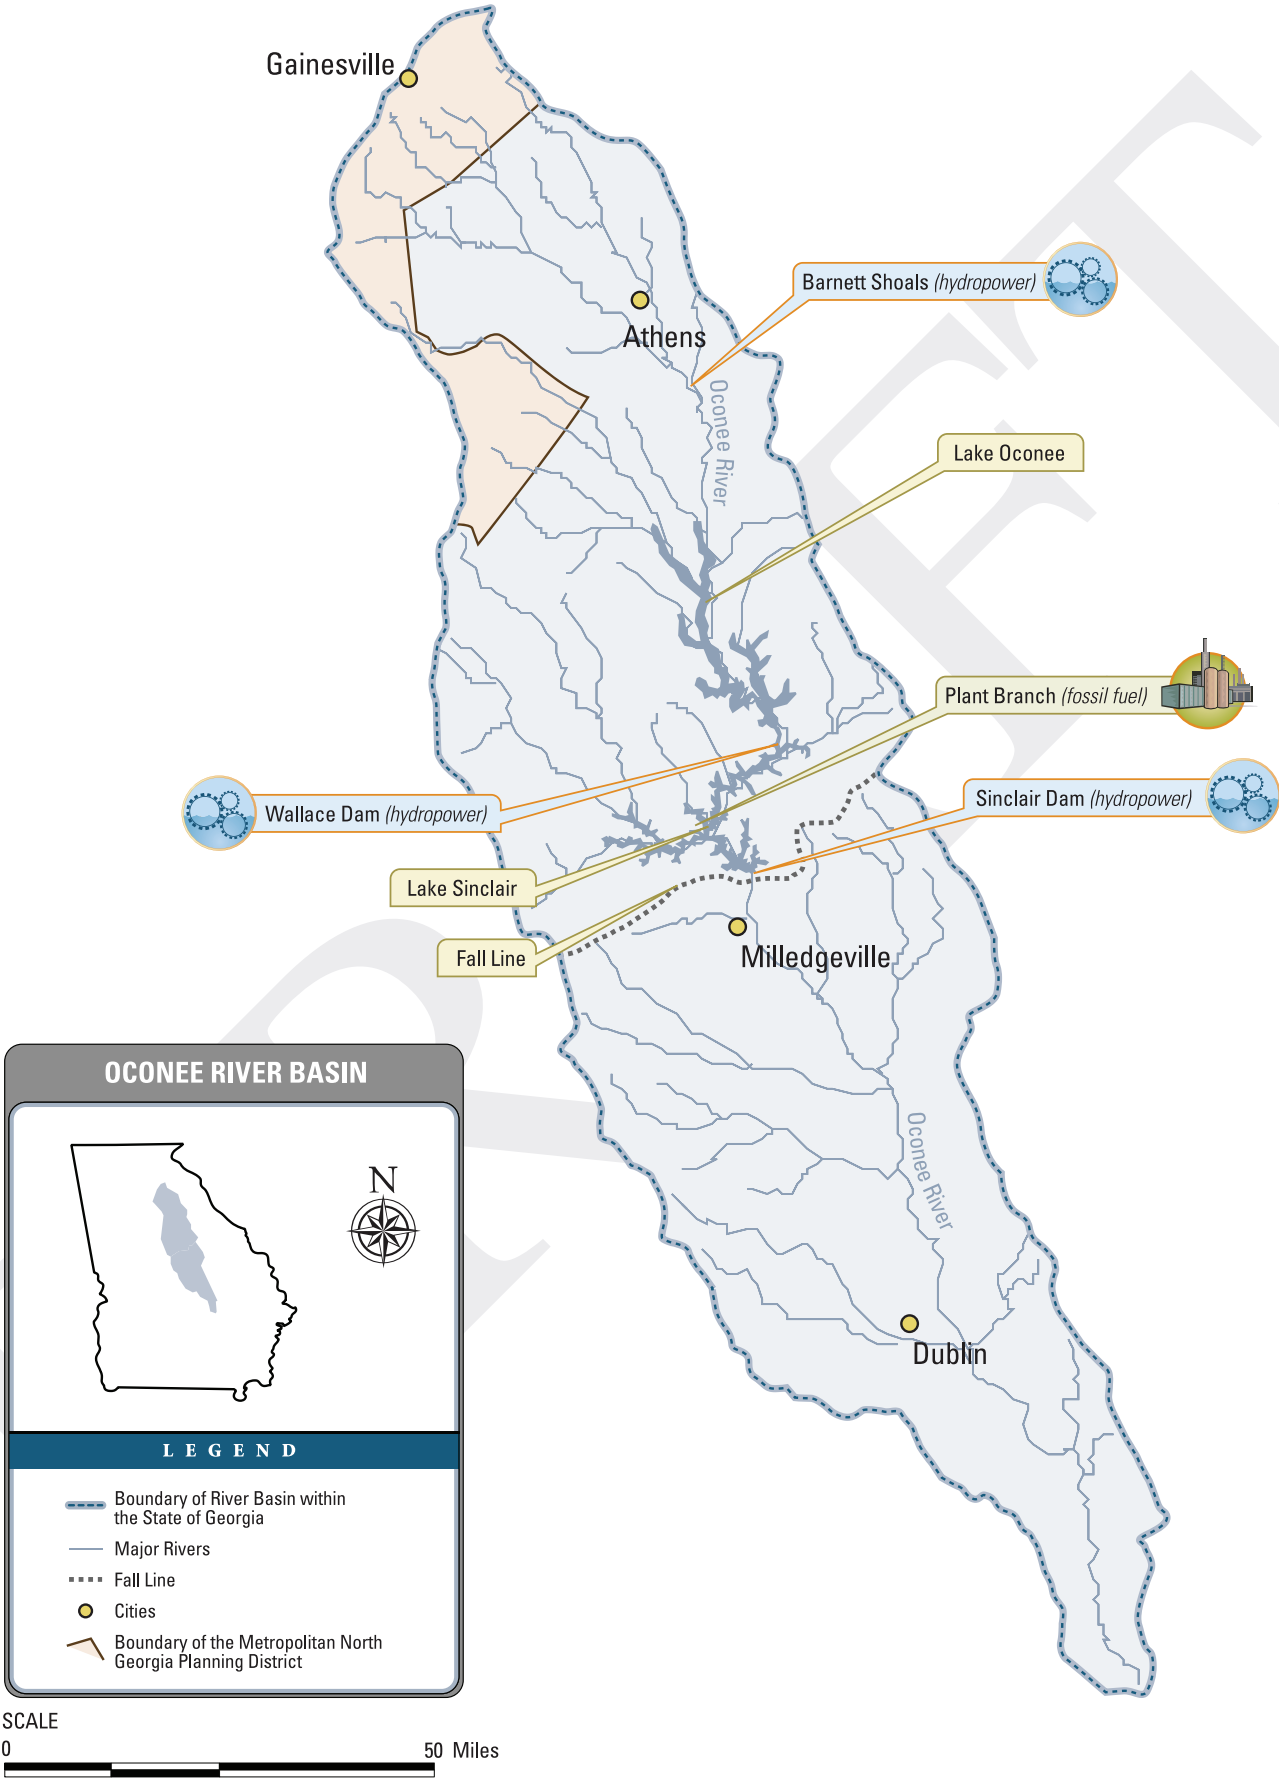 Gainesville
Barnett Shoals (hydropower)
Athens
Oconee River
Lake Oconee
Plant Branch (fossil fuel)
Sinclair Dam (hydropower)
Wallace Dam (hydropower)
Lake Sinclair
Fall Line
Milledgeville
Oconee River
Dublin
OCONEE RIVER BASIN
N
LEGEND
Boundary of River Basin within
the State of Georgia
Major Rivers
Fall Line
Cities
Boundary of the Metropolitan North
Georgia Planning District
SCALE
0 50 Miles